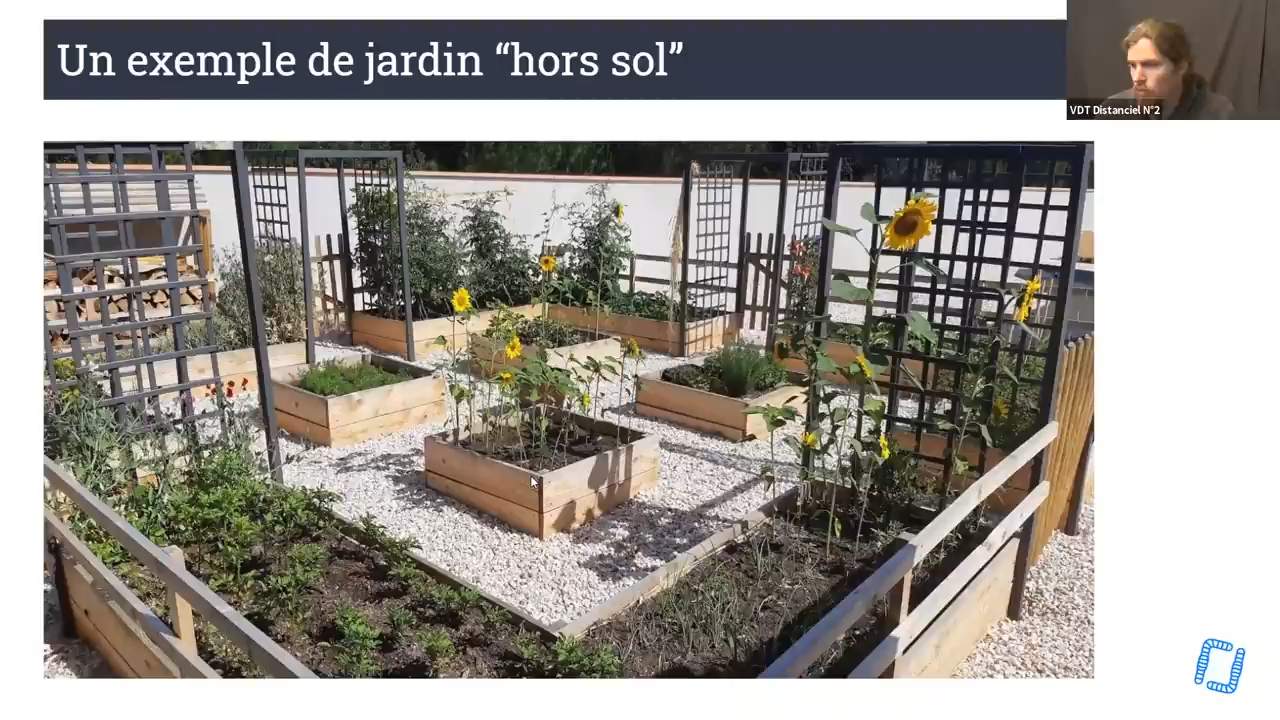 Un exemple de jardin “hors sol”
VDT Distanciel N°2